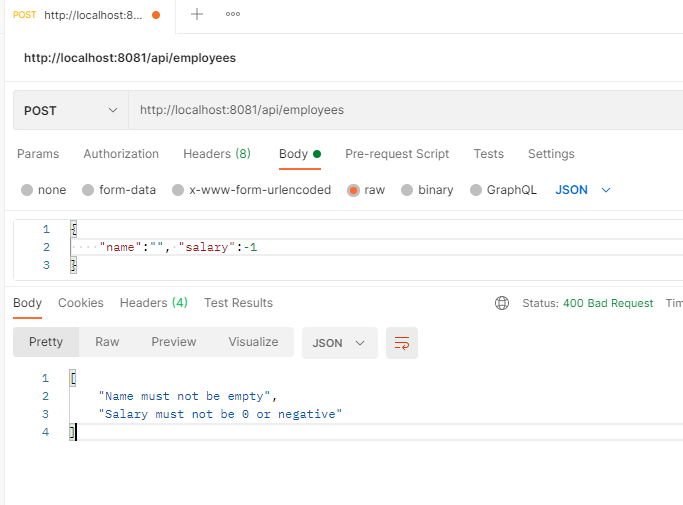 POST http://localhost:8...
http://localhost:8081/api/employees
POST http://localhost:8081/api/employees
Params Authorization Headers (8) Body Pre-request Script Tests Settings
none form-data x-www-form-urlencoded raw binary GraphQL JSON
1 {
2 "name":"", "salary":-1
3 }
Body Cookies Headers (4) Test Results Status: 400 Bad Request Tim
Pretty Raw Preview Visualize JSON
1 [
2 "Name must not be empty",
3 "Salary must not be 0 or negative"
4 ]